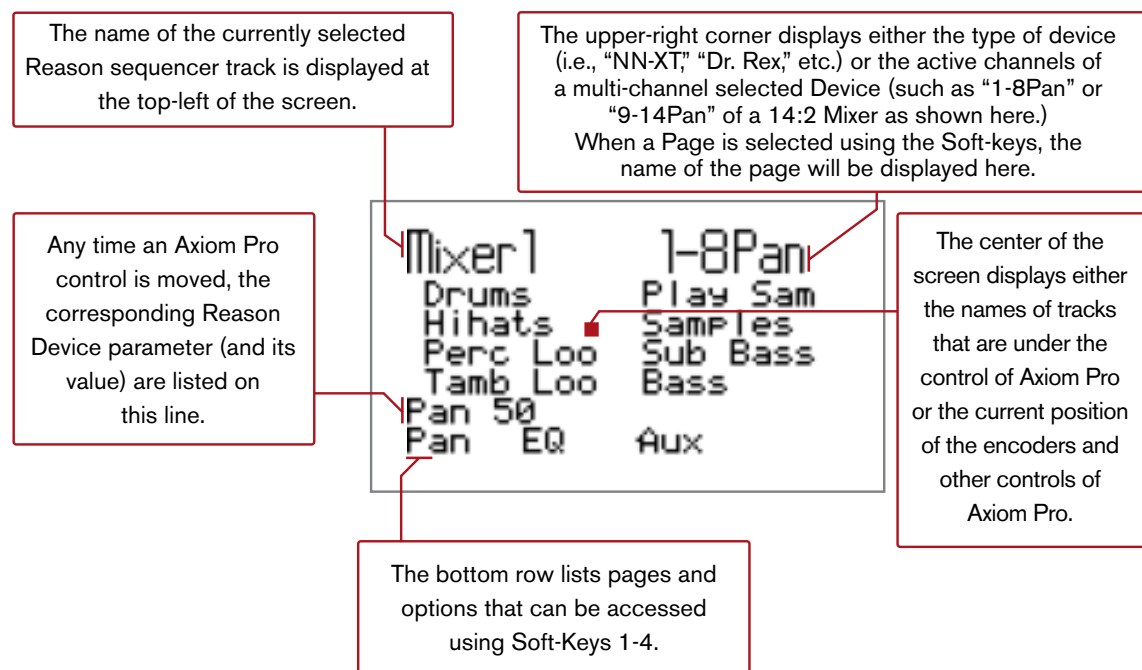 The name of the currently selected
Reason sequencer track is displayed at
the top-left of the screen.
The upper-right corner displays either the type of device
(i.e., “NN-XT,” “Dr. Rex,” etc.) or the active channels of
a multi-channel selected Device (such as “1-8Pan” or
“9-14Pan” of a 14:2 Mixer as shown here.)
When a Page is selected using the Soft-keys, the
name of the page will be displayed here.
Any time an Axiom Pro
control is moved, the
corresponding Reason
Device parameter (and its
value) are listed on
this line.
Mixer1 1-8Pan
Drums Play Sam
Hihats Samples
Perc Loo Sub Bass
Tamb Loo Bass
Pan 50
Pan EQ Aux
The center of the
screen displays either
the names of tracks
that are under the
control of Axiom Pro
or the current position
of the encoders and
other controls of
Axiom Pro.
The bottom row lists pages and
options that can be accessed
using Soft-Keys 1-4.